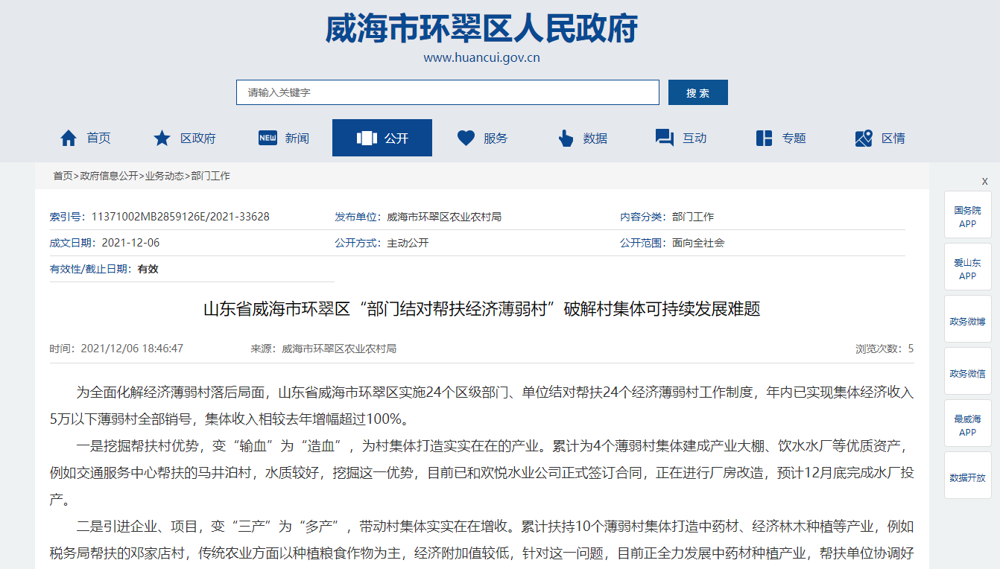 威海市环翠区人民政府
www.huancui.gov.cn
请输入关键字
搜 索
首页
区政府
NEW
新闻
公开
服务
数据
互动
专题
区情
首页>政府信息公开>业务动态>部门工作
X
索引号：11371002MB2859126E/2021-33628
发布单位：威海市环翠区农业农村局
内容分类：部门工作
成文日期：2021-12-06
公开方式：主动公开
公开范围：面向全社会
有效性/截止日期：有效
山东省威海市环翠区“部门结对帮扶经济薄弱村”破解村集体可持续发展难题
时间：2021/12/06 18:46:47
来源：威海市环翠区农业农村局
浏览次数：5
为全面化解经济薄弱村落后局面，山东省威海市环翠区实施24个区级部门、单位结对帮扶24个经济薄弱村工作制度，年内已实现集体经济收入
5万以下薄弱村全部销号，集体收入相较去年增幅超过100%。
一是挖掘帮扶村优势，变“输血”为“造血”，为村集体打造实实在在的产业。累计为4个薄弱村集体建成产业大棚、饮水水厂等优质资产，
例如交通服务中心帮扶的马井泊村，水质较好，挖掘这一优势，目前已和欢悦水业公司正式签订合同，正在进行厂房改造，预计12月底完成水厂投
产。
二是引进企业、项目，变“三产”为“多产”，带动村集体实实在在增收。累计扶持10个薄弱村集体打造中药材、经济林木种植等产业，例如
税务局帮扶的邓家店村，传统农业方面以种植粮食作物为主，经济附加值较低，针对这一问题，目前正全力发展中药材种植产业，帮扶单位协调好
国务院
APP
爱山东
APP
政务微博
政务微信
最威海
APP
数据开放